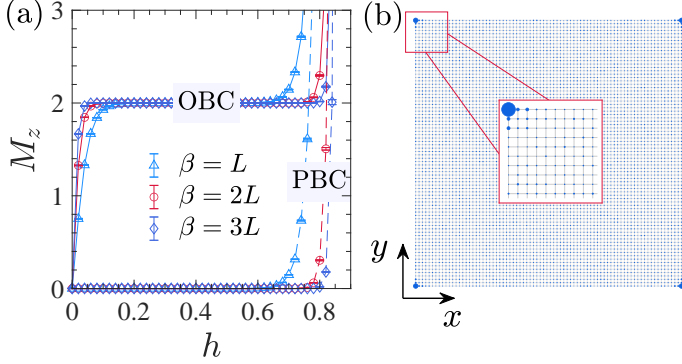 (a)
3
2
1
0
M_z
OBC
PBC
β = L
β = 2L
β = 3L
0 0.2 0.4 0.6 0.8
h
(b)
y
x